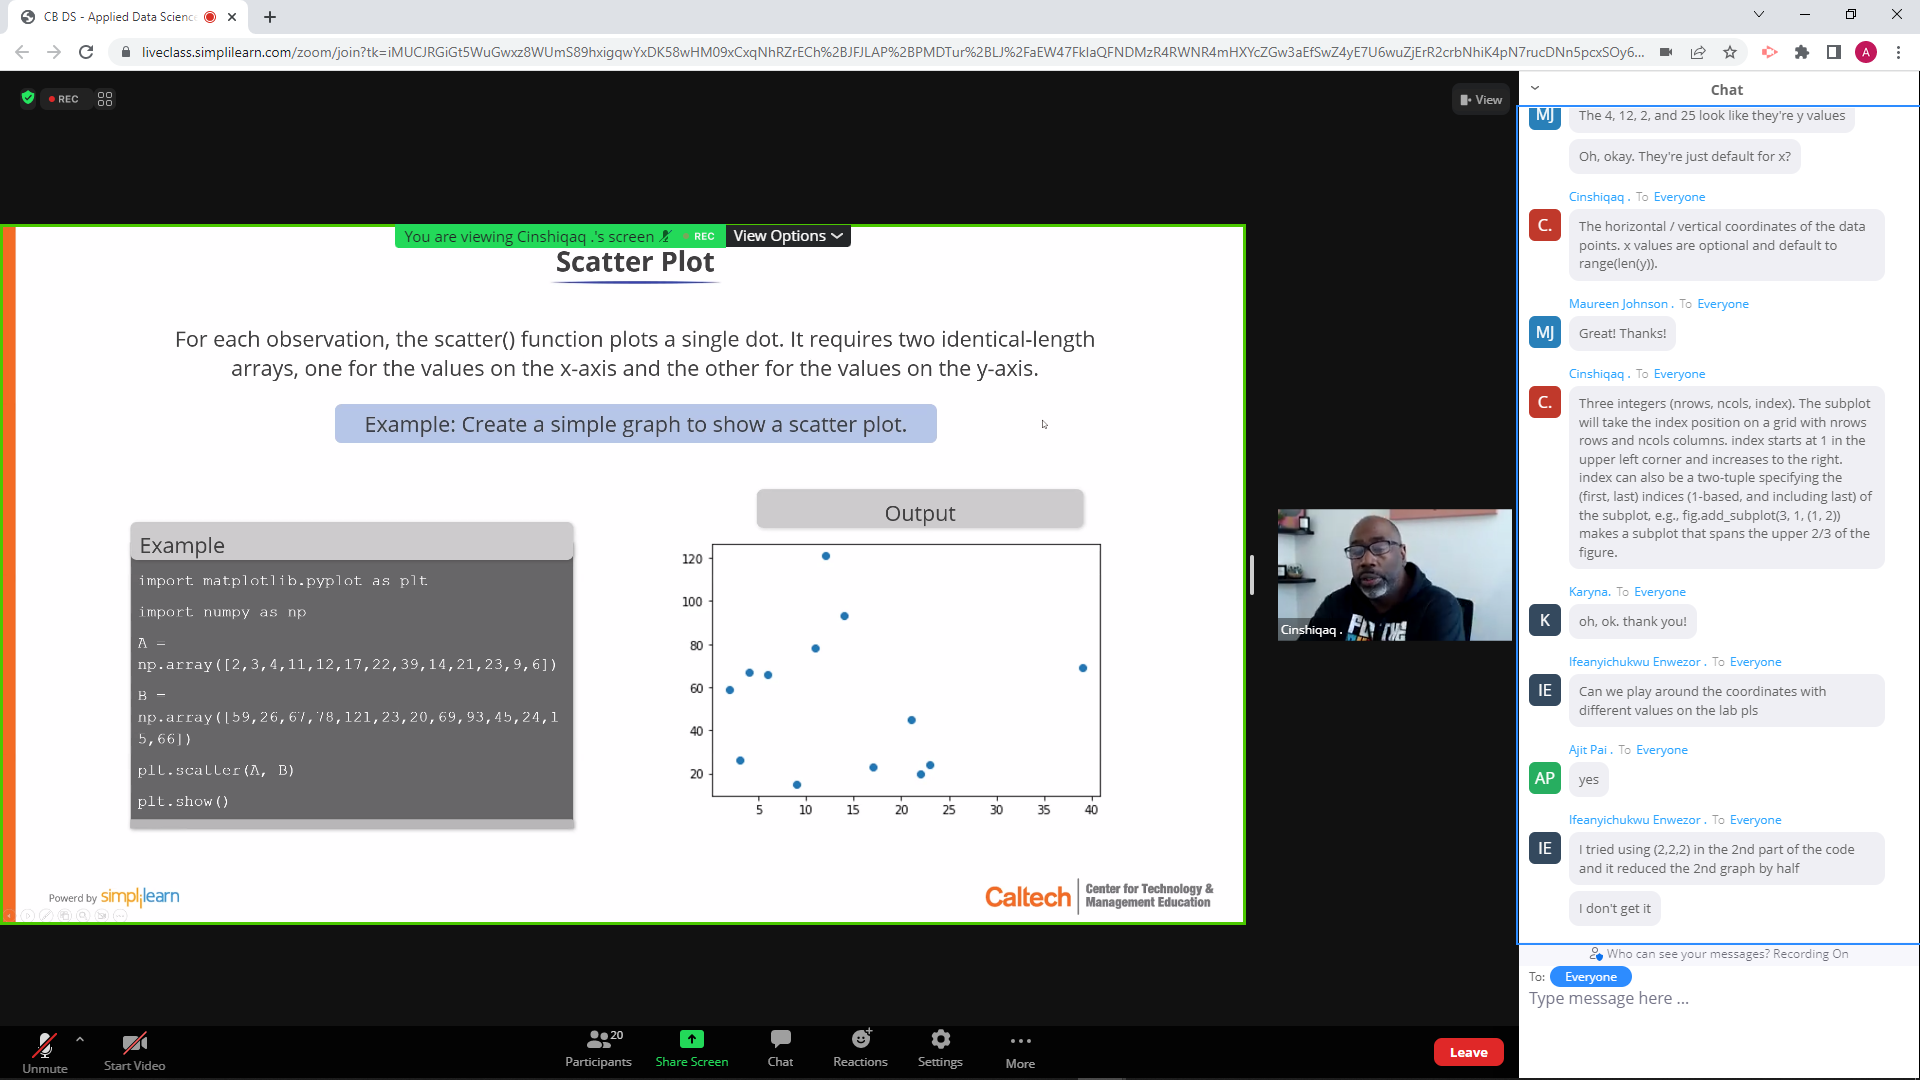 CB DS - Applied Data Scienc
liveclass.simplilearn.com/zoom/join?tk=iMUCJRGiGt5WuGwxz8WUmS89hxigqwYxDK58wHM09xCxqNhRZrECh%2BJFJLAP%2BPMDTur%2BLJ%2FaEW47FklaQFNDMzR4RWNR4mHXYcZGw3aEfSwZ4yE7U6wuZjErR2crbNhiK4pN7rucDNn5pcxSOy6...
A
REC
View
You are viewing Cinshiqaq .'s screen
REC
View Options
Scatter Plot
For each observation, the scatter() function plots a single dot. It requires two identical-length
arrays, one for the values on the x-axis and the other for the values on the y-axis.
Example: Create a simple graph to show a scatter plot.
Example
import matplotlib.pyplot as plt
import numpy as np
A =
np.array([2,3,4,11,12,17,22,39,14,21,23,9,6])
B =
np.array([59,26,67,78,121,23,20,69,93,45,24,1
5,66])
plt.scatter(A, B)
plt.show()
Output
120
100
80
60
40
20
5 10 15 20 25 30 35 40
Powered by simplilearn
Caltech
Center for Technology &
Management Education
Cinshiqaq .
Chat
MJ
The 4, 12, 2, and 25 look like they're y values
Oh, okay. They're just default for x?
Cinshiqaq . To Everyone
C.
The horizontal / vertical coordinates of the data
points. x values are optional and default to
range(len(y)).
Maureen Johnson . To Everyone
MJ
Great! Thanks!
Cinshiqaq . To Everyone
C.
Three integers (nrows, ncols, index). The subplot
will take the index position on a grid with nrows
rows and ncols columns. index starts at 1 in the
upper left corner and increases to the right.
index can also be a two-tuple specifying the
(first, last) indices (1-based, and including last) of
the subplot, e.g., fig.add_subplot(3, 1, (1, 2))
makes a subplot that spans the upper 2/3 of the
figure.
Karyna. To Everyone
K
oh, ok. thank you!
Ifeanyichukwu Enwezor . To Everyone
IE
Can we play around the coordinates with
different values on the lab pls
Ajit Pai . To Everyone
AP
yes
Ifeanyichukwu Enwezor . To Everyone
IE
I tried using (2,2,2) in the 2nd part of the code
and it reduced the 2nd graph by half
I don't get it
Who can see your messages? Recording On
To: Everyone
Type message here ...
Unmute
Start Video
20
Participants
Share Screen
Chat
Reactions
Settings
More
Leave